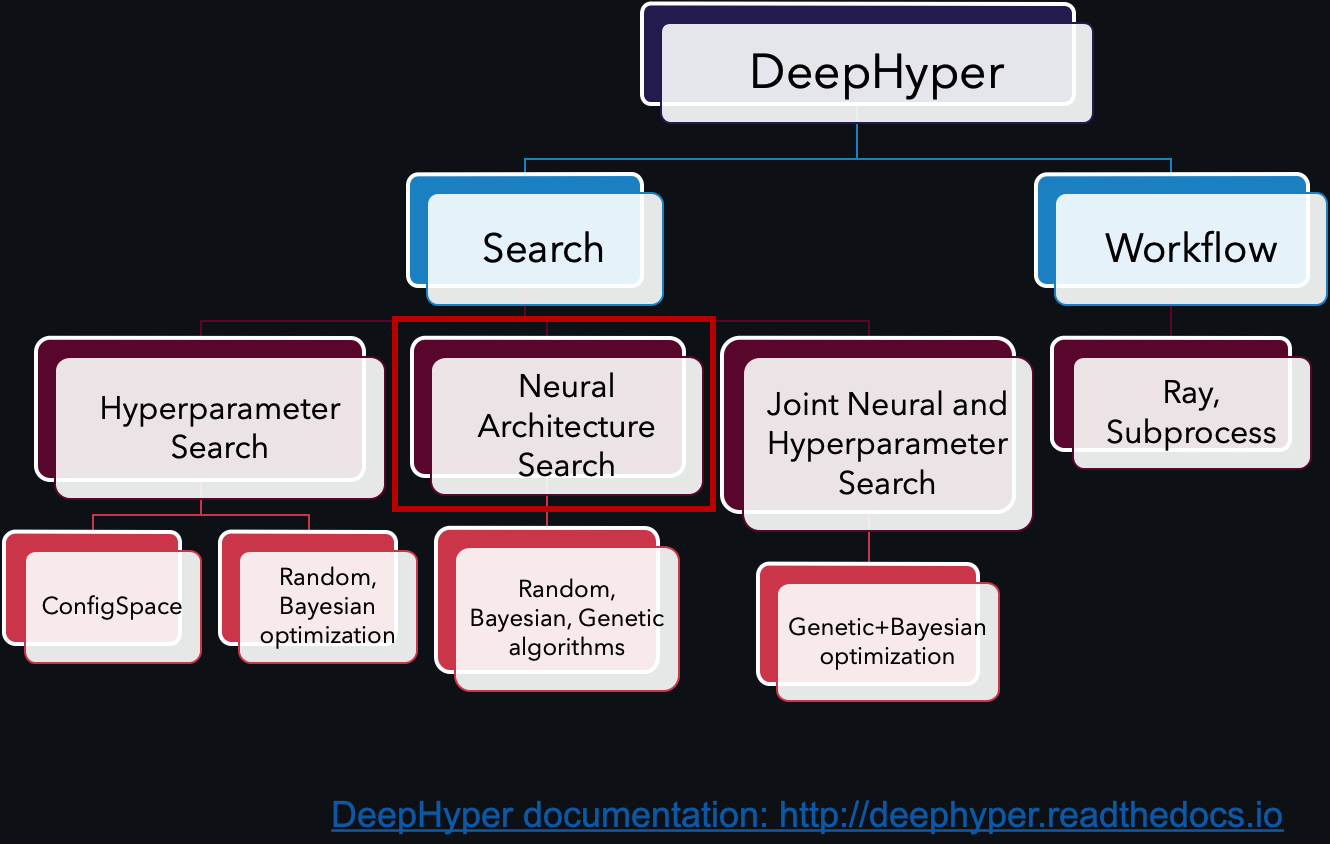 DeepHyper
Search
Workflow
Hyperparameter
Search
Neural
Architecture
Search
Joint Neural and
Hyperparameter
Search
Ray,
Subprocess
ConfigSpace
Random,
Bayesian
optimization
Random,
Bayesian, Genetic
algorithms
Genetic+Bayesian
optimization
DeepHyper documentation: http://deephyper.readthedocs.io